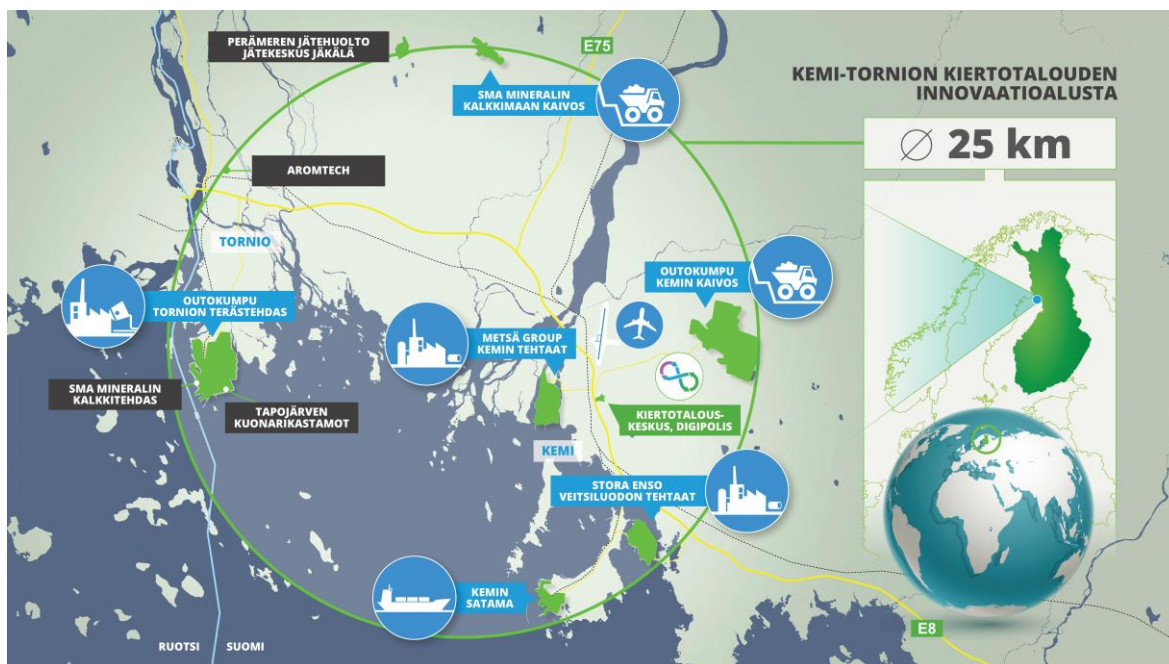 PERÄMEREN JÄTEHUOLTO
JÄTEKESKUS JÄKÄLÄ
E75
SMA MINERALIN
KALKKIMAAN KAIVOS
KEMI-TORNION KIERTOTALOUDEN
INNOVAATIOALUSTA
∅ 25 km
AROMTECH
TORNIO
OUTOKUMPU
TORNION TERÄSTEHDAS
OUTOKUMPU
KEMIN KAIVOS
METSÄ GROUP
KEMIN TEHTAAT
SMA MINERALIN
KALKKITEHDAS
TAPOJÄRVEN
KUONARIKASTAMOT
KIERTOTALOUS-
KESKUS, DIGIPOLIS
KEMI
STORA ENSO
VEITSILUODON TEHTAAT
KEMIN
SATAMA
RUOTSI
SUOMI
E8